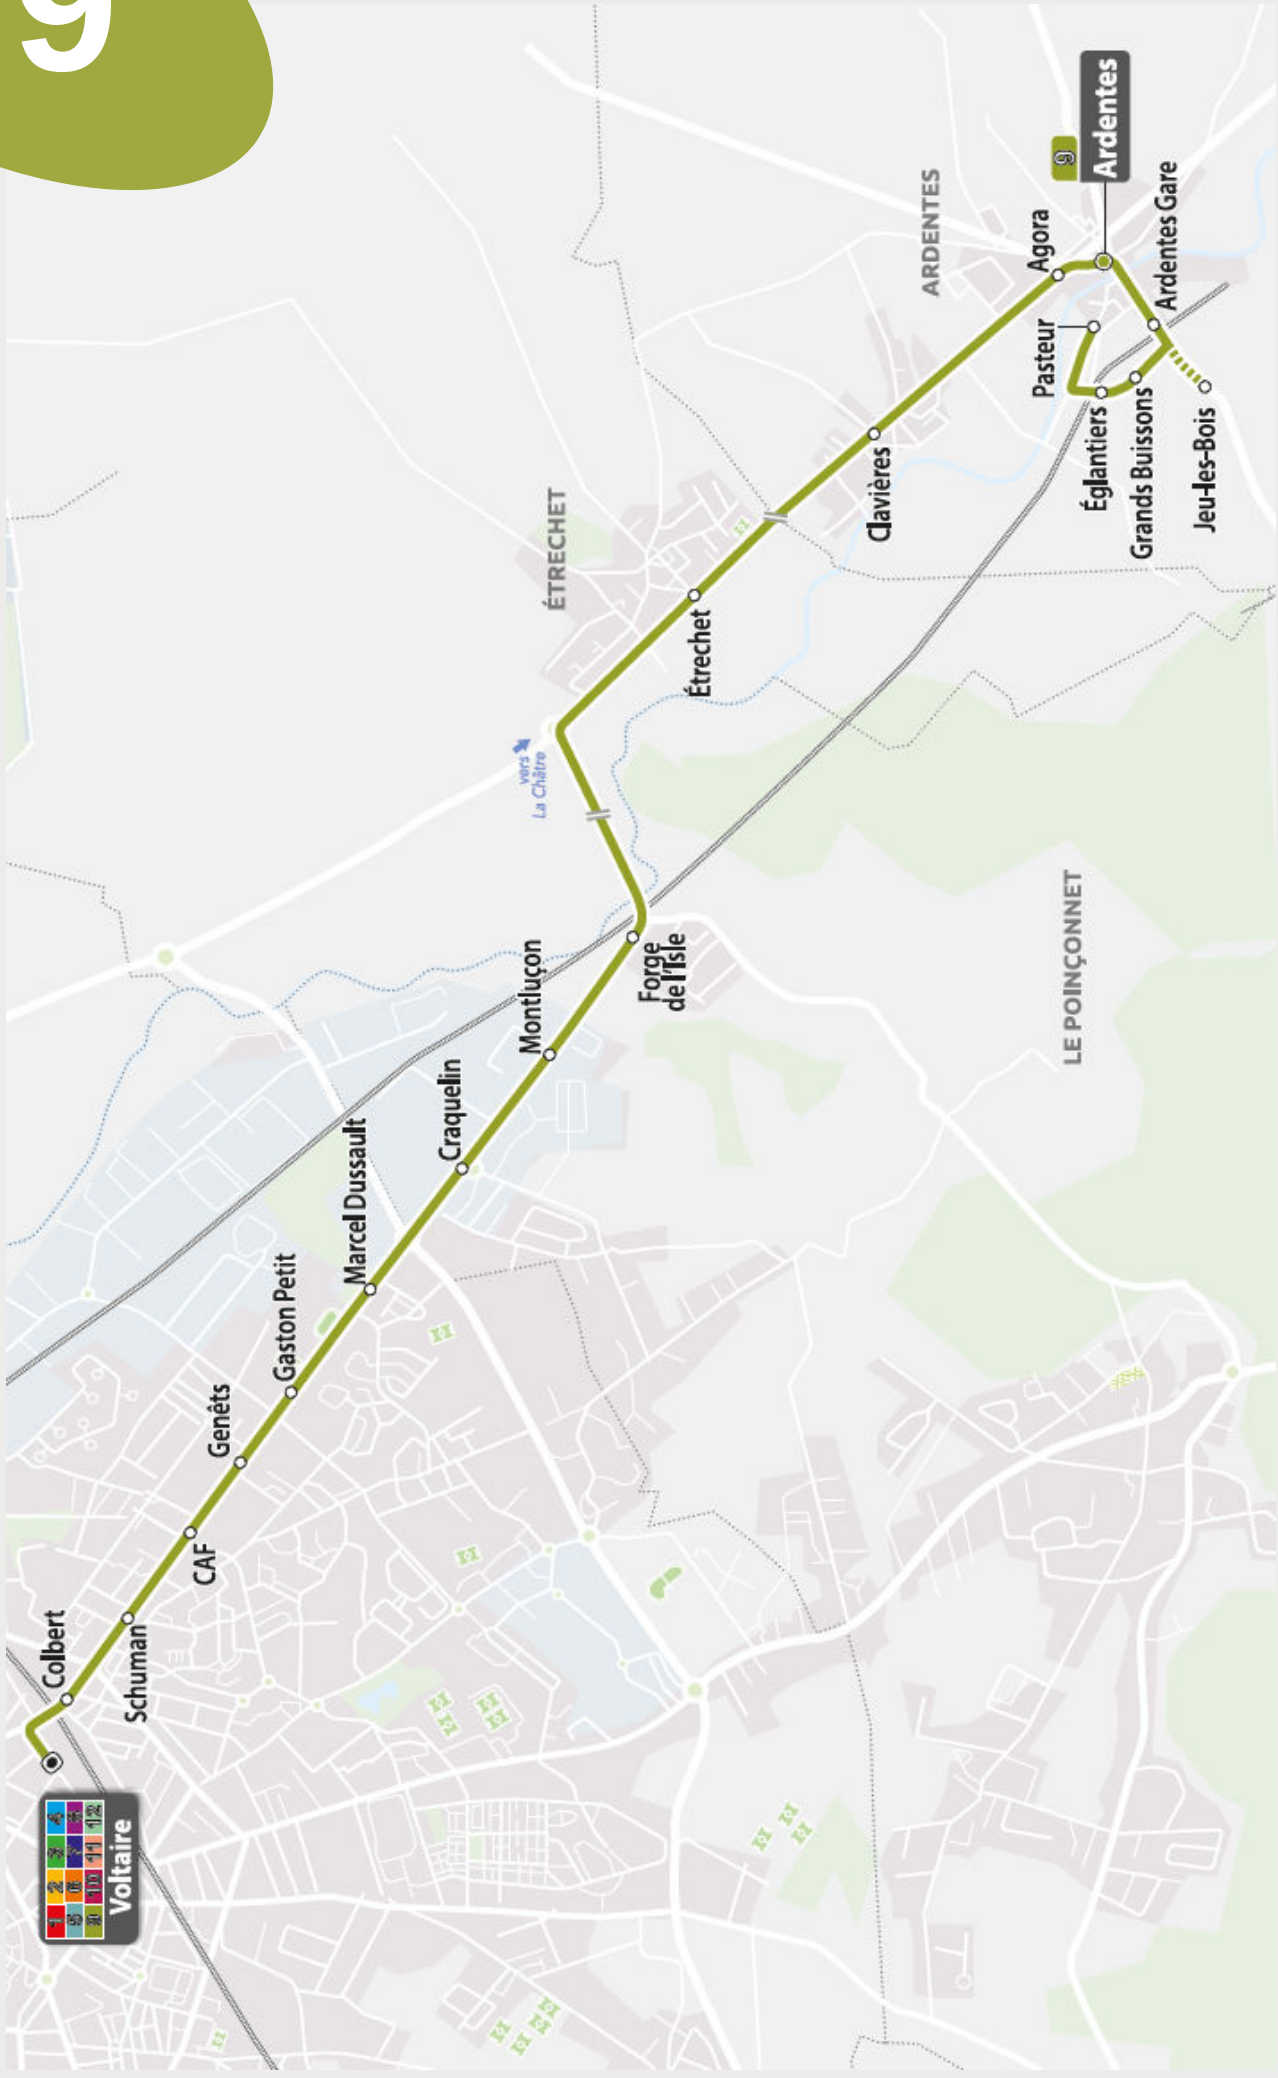 9
Voltaire
1 2 3 4
5 6 7
9 10 11 12
Colbert
Schuman
CAF
Genêts
Gaston Petit
Marcel Dussault
Craquelin
Montluçon
Forge
de l'Isle
vers
La Châtre
ÉTRECHET
Étrechet
Clavières
ARDENTES
Agora
9
Ardentes
Ardentes Gare
Pasteur
Églantiers
Grands Buissons
Jeu-les-Bois
LE POINÇONNET